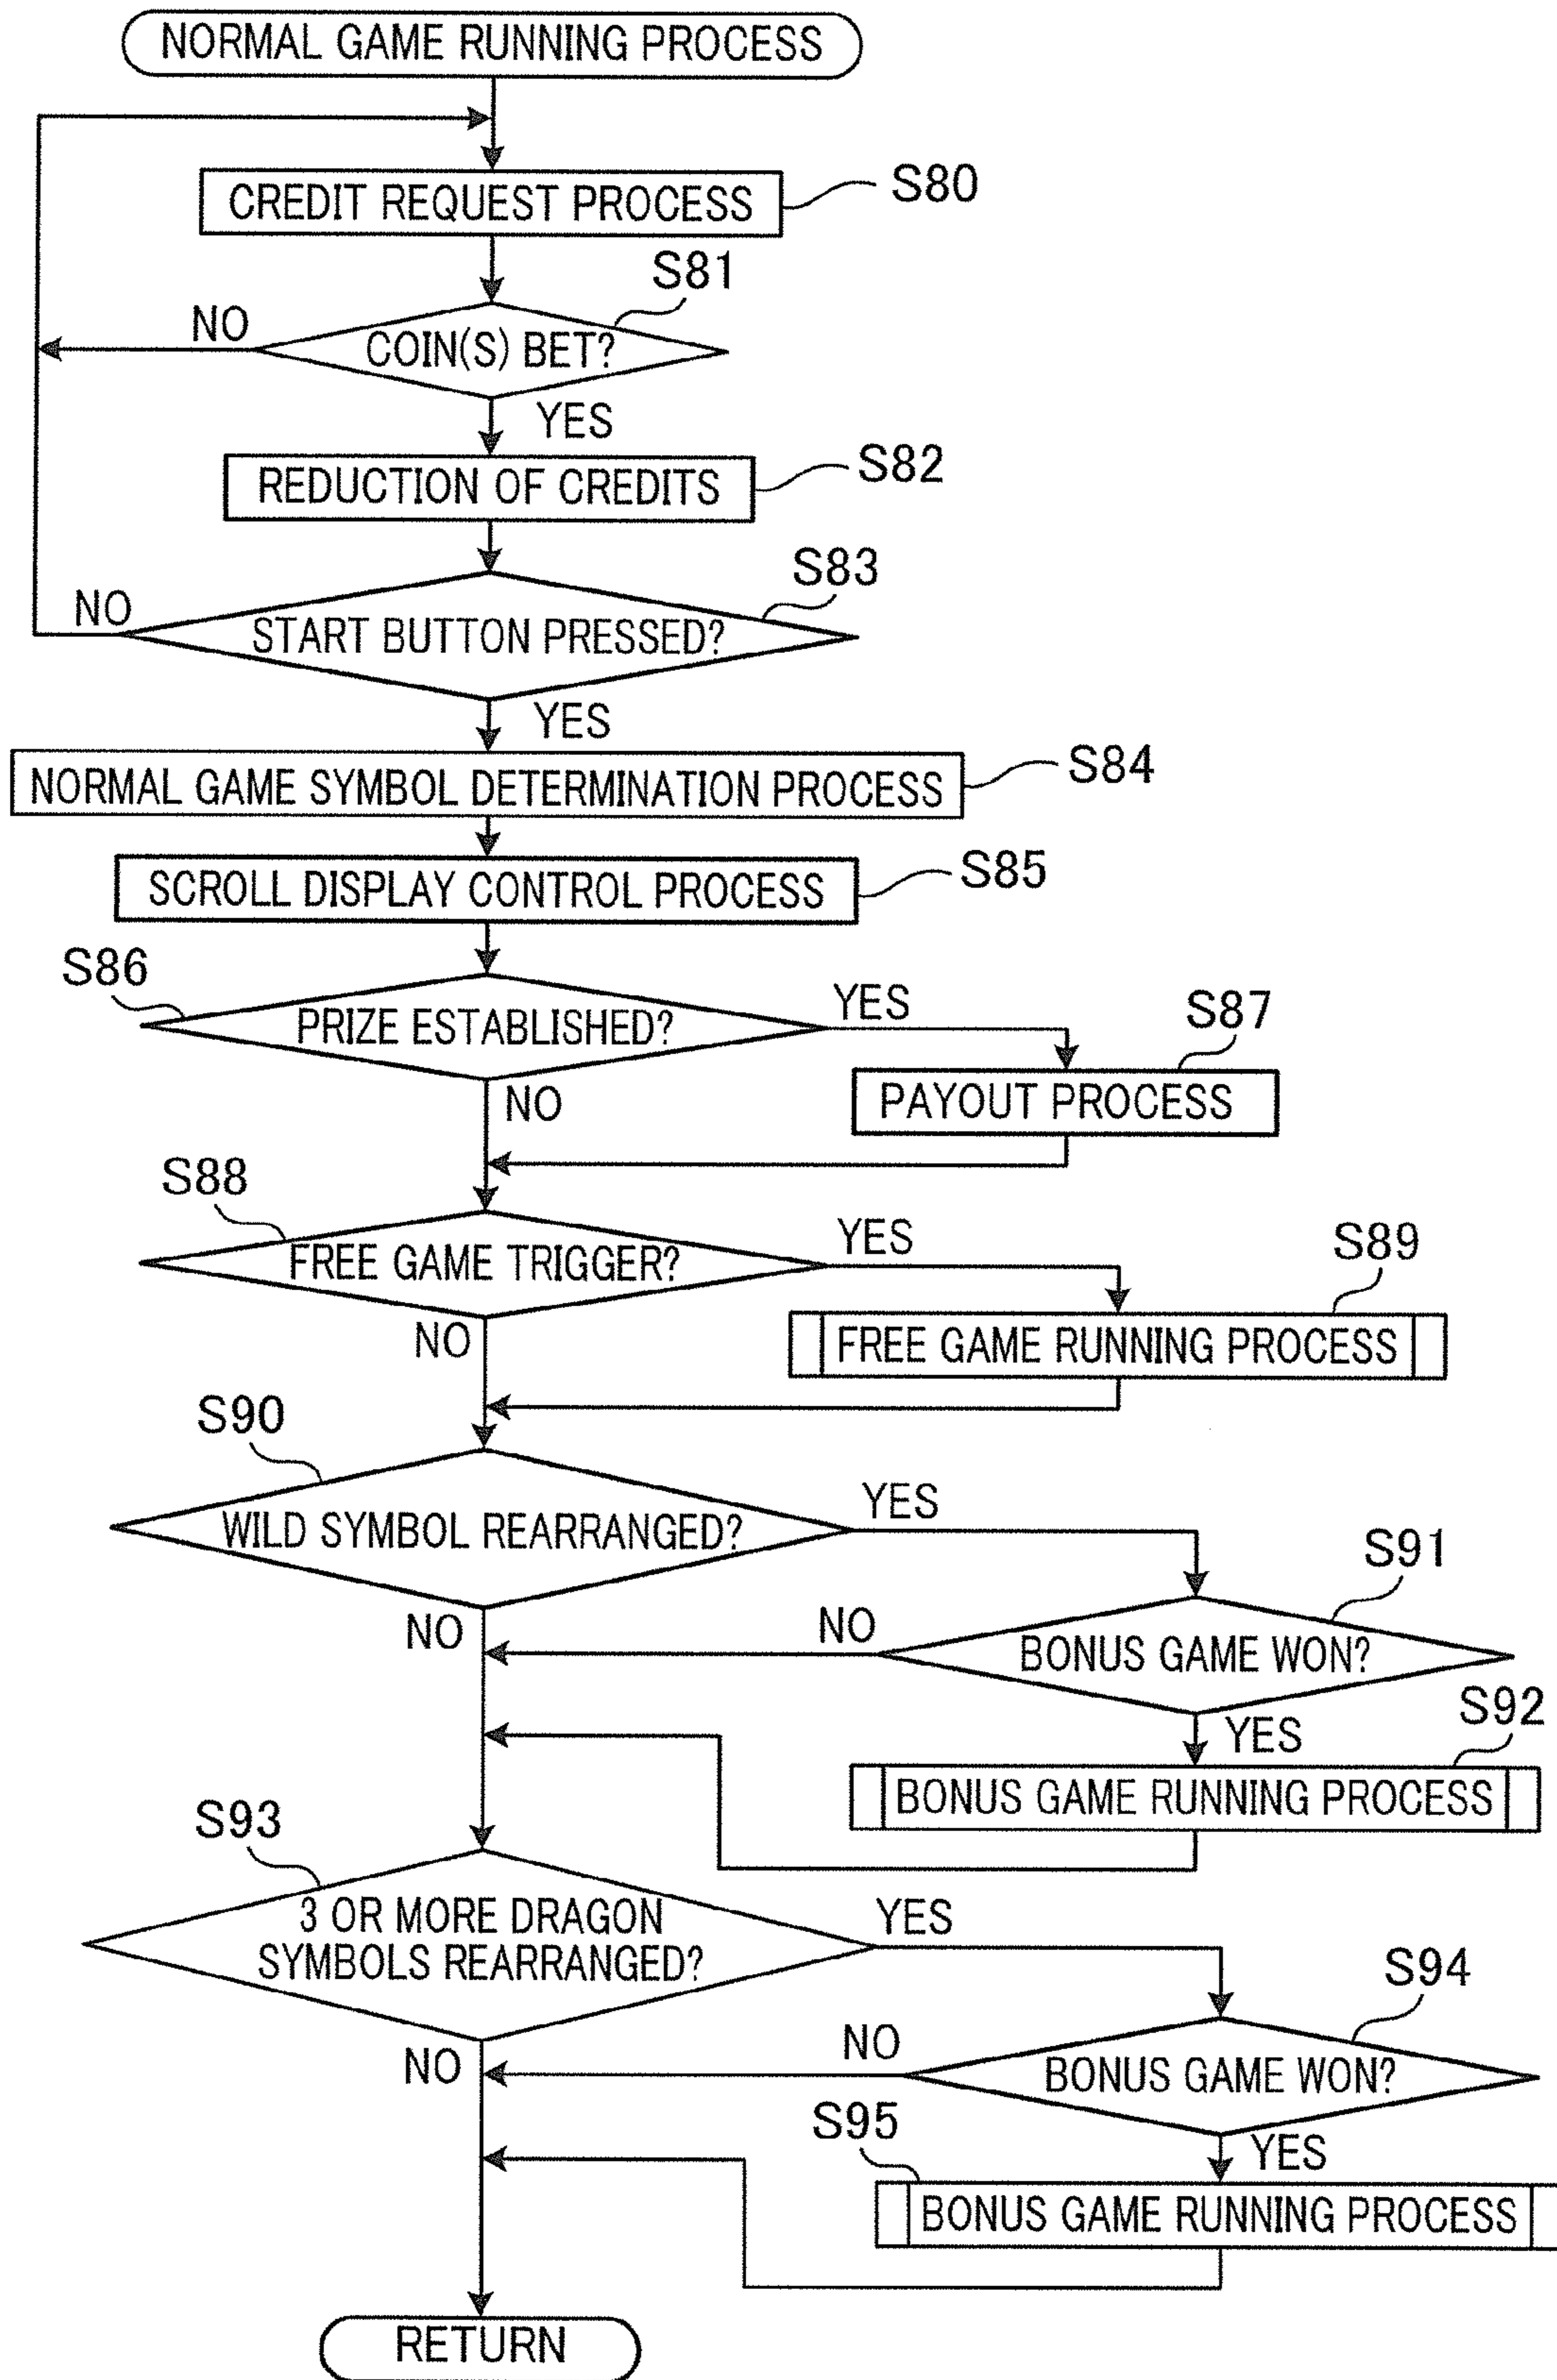 NORMAL GAME RUNNING PROCESS
CREDIT REQUEST PROCESS
S80
S81
NO
COIN(S) BET?
YES
REDUCTION OF CREDITS
S82
S83
NO
START BUTTON PRESSED?
YES
S84
NORMAL GAME SYMBOL DETERMINATION PROCESS
SCROLL DISPLAY CONTROL PROCESS
S85
S86
PRIZE ESTABLISHED?
YES
S87
NO
PAYOUT PROCESS
S88
FREE GAME TRIGGER?
YES
S89
NO
FREE GAME RUNNING PROCESS
S90
WILD SYMBOL REARRANGED?
YES
S91
NO
NO
BONUS GAME WON?
S92
YES
BONUS GAME RUNNING PROCESS
S93
3 OR MORE DRAGON
SYMBOLS REARRANGED?
YES
S94
NO
NO
BONUS GAME WON?
S95
YES
BONUS GAME RUNNING PROCESS
RETURN